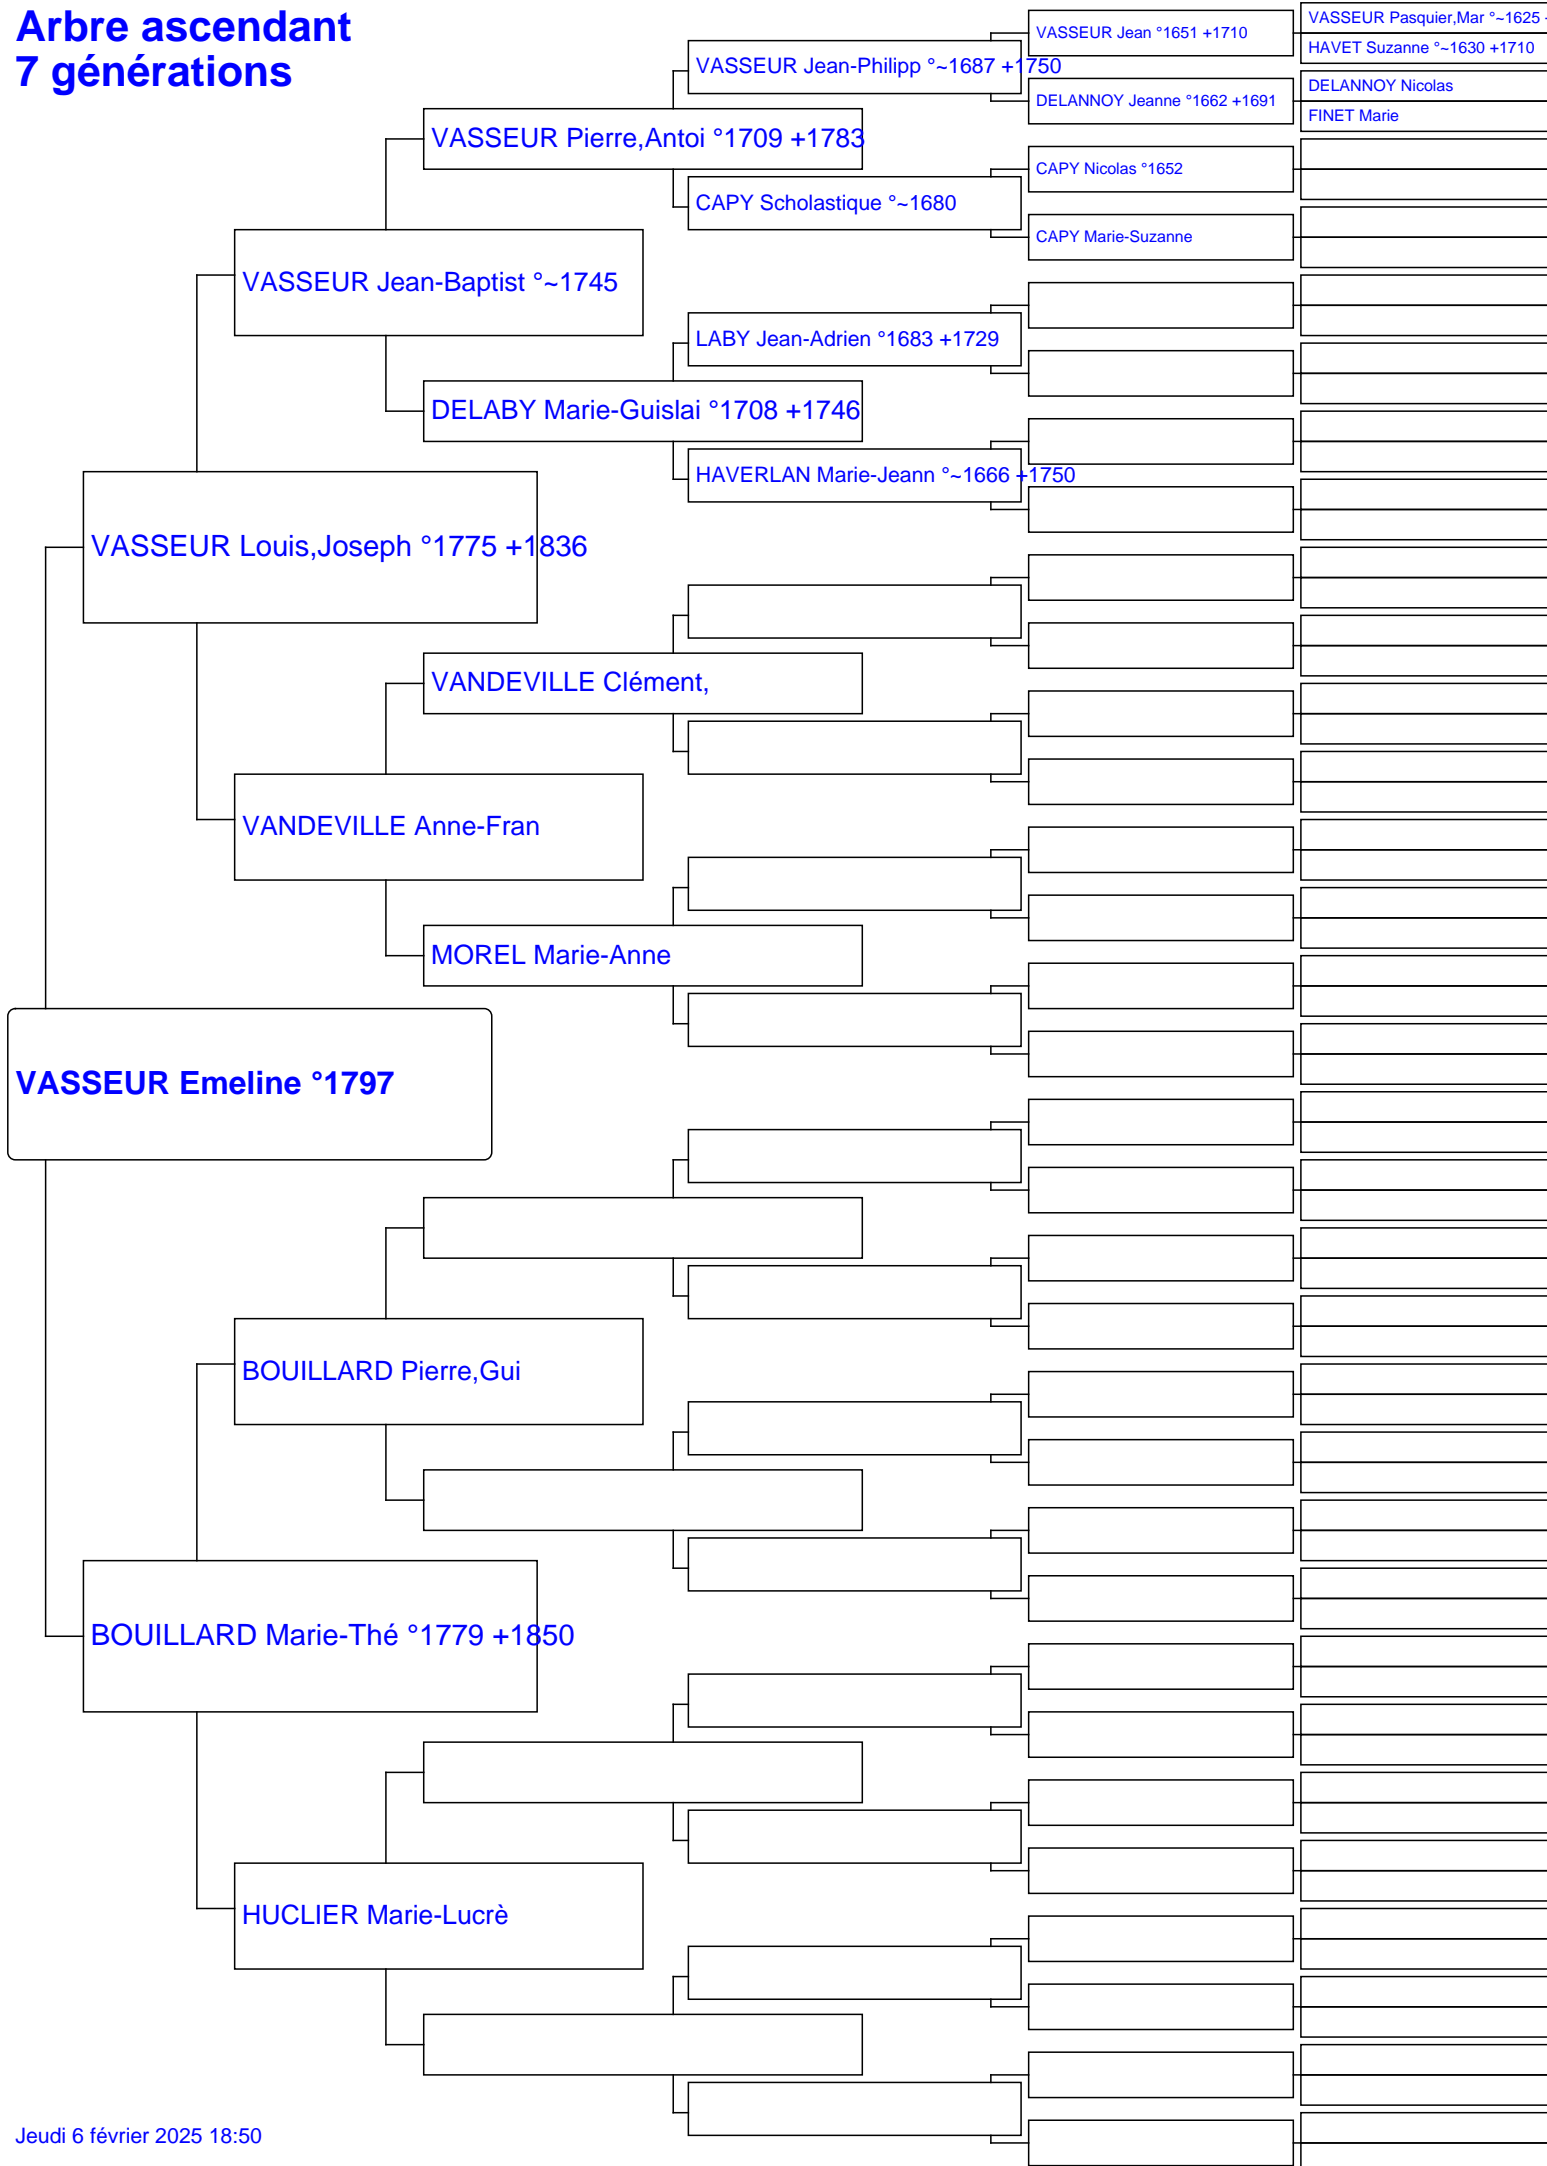 Arbre ascendant
7 générations
VASSEUR Pasquier,Mar °~1625
VASSEUR Jean °1651 +1710
HAVET Suzanne °~1630 +1710
VASSEUR Jean-Philipp °~1687 +1750
DELANNOY Nicolas
DELANNOY Jeanne °1662 +1691
FINET Marie
VASSEUR Pierre,Antoi °1709 +1783
CAPY Nicolas °1652
CAPY Scholastique °~1680
CAPY Marie-Suzanne
VASSEUR Jean-Baptist °~1745
LABY Jean-Adrien °1683 +1729
DELABY Marie-Guislai °1708 +1746
HAVERLAN Marie-Jeann °~1666 +1750
VASSEUR Louis,Joseph °1775 +1836
VANDEVILLE Clément,
VANDEVILLE Anne-Fran
MOREL Marie-Anne
VASSEUR Emeline °1797
BOUILLARD Pierre,Gui
BOUILLARD Marie-Thé °1779 +1850
HUCLIER Marie-Lucrè
Jeudi 6 février 2025 18:50